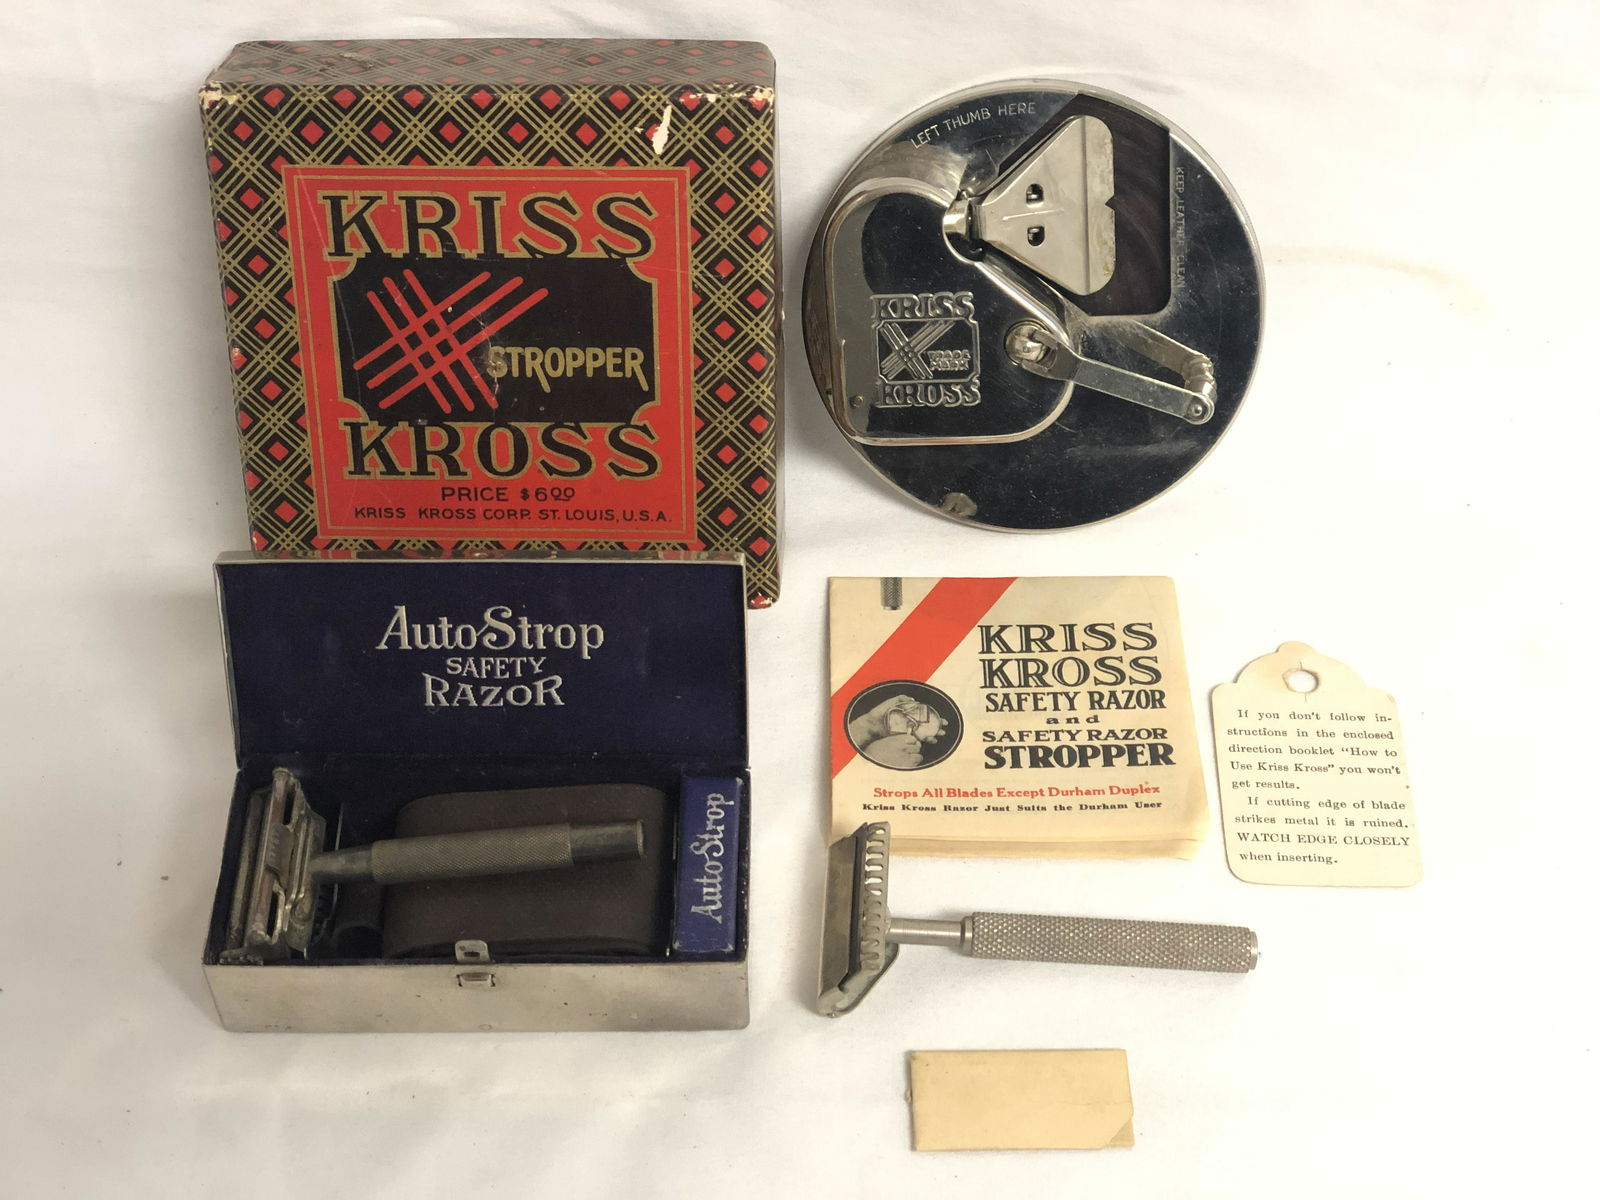 KRISS
STROPPER
KROSS
PRICE $6.00
KRISS KROSS CORP. ST. LOUIS, U.S.A.
LEFT THUMB HERE
KEEP LEATHER CLEAN
KRISS
TRADE
MARK
KROSS
AutoStrop
SAFETY
RAZOR
AutoStrop
KRISS
KROSS
SAFETY RAZOR
and
SAFETY RAZOR
STROPPER
Strops All Blades Except Durham Duplex
Kriss Kross Razor Just Suits the Durham User
If you don't follow in-
structions in the enclosed
direction booklet "How to
Use Kriss Kross" you won't
get results.
If cutting edge of blade
strikes metal it is ruined.
WATCH EDGE CLOSELY
when inserting.